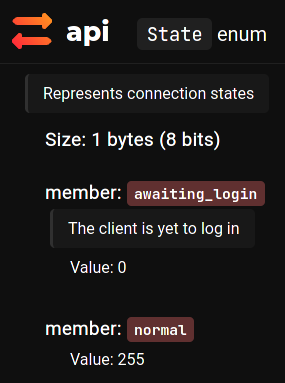 api State enum
Represents connection states
Size: 1 bytes (8 bits)
member: awaiting_login
The client is yet to log in
Value: 0
member: normal
Value: 255